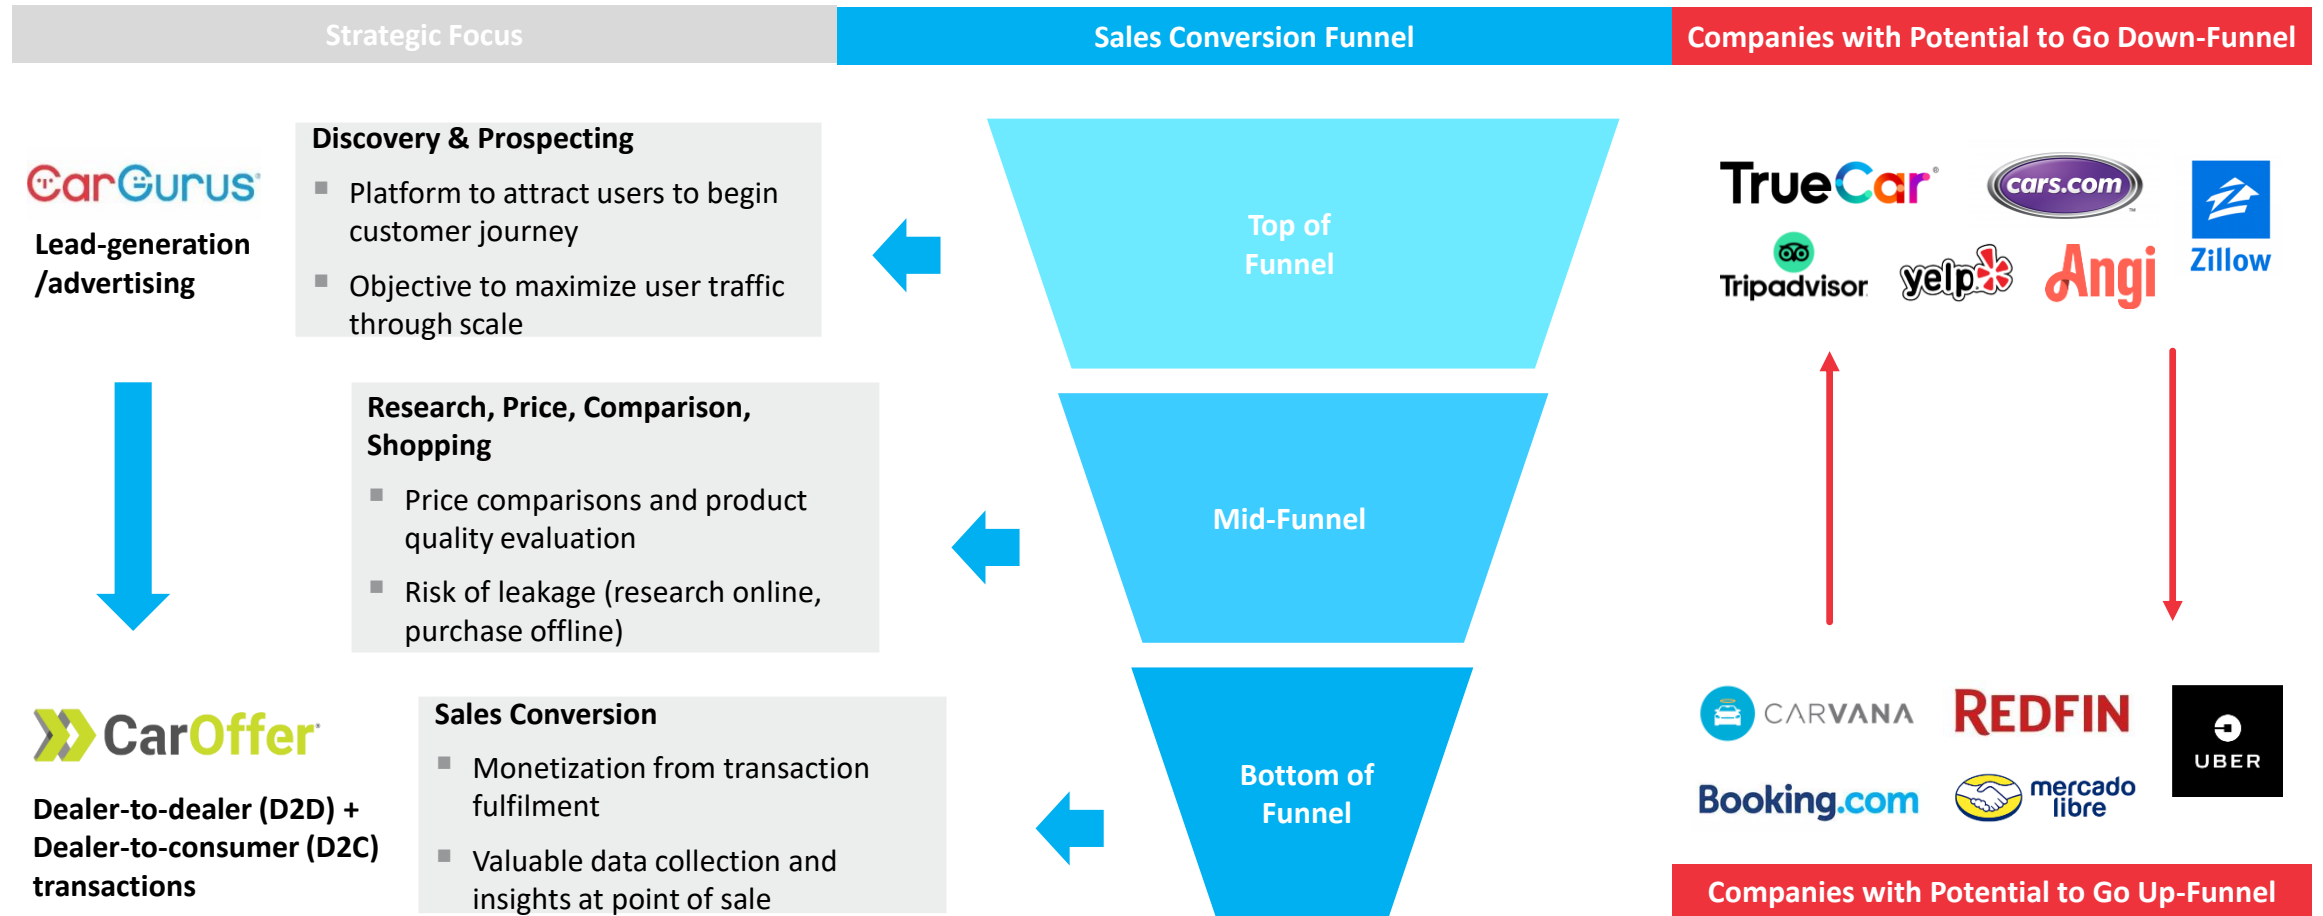 Strategic Focus
Sales Conversion Funnel
Companies with Potential to Go Down-Funnel
CarGurus
Lead-generation
/advertising
Discovery & Prospecting
Platform to attract users to begin
customer journey
Objective to maximize user traffic
through scale
Top of
Funnel
TrueCar
cars.com
Zillow
Tripadvisor
yelp
Angi
Research, Price, Comparison,
Shopping
Price comparisons and product
quality evaluation
Risk of leakage (research online,
purchase offline)
Mid-Funnel
CarOffer
Dealer-to-dealer (D2D) +
Dealer-to-consumer (D2C)
transactions
Sales Conversion
Monetization from transaction
fulfilment
Valuable data collection and
insights at point of sale
Bottom of
Funnel
CARVANA
REDFIN
UBER
Booking.com
mercado
libre
Companies with Potential to Go Up-Funnel